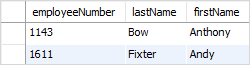 employeeNumber lastName firstName
1143 Bow Anthony
1611 Fixter Andy